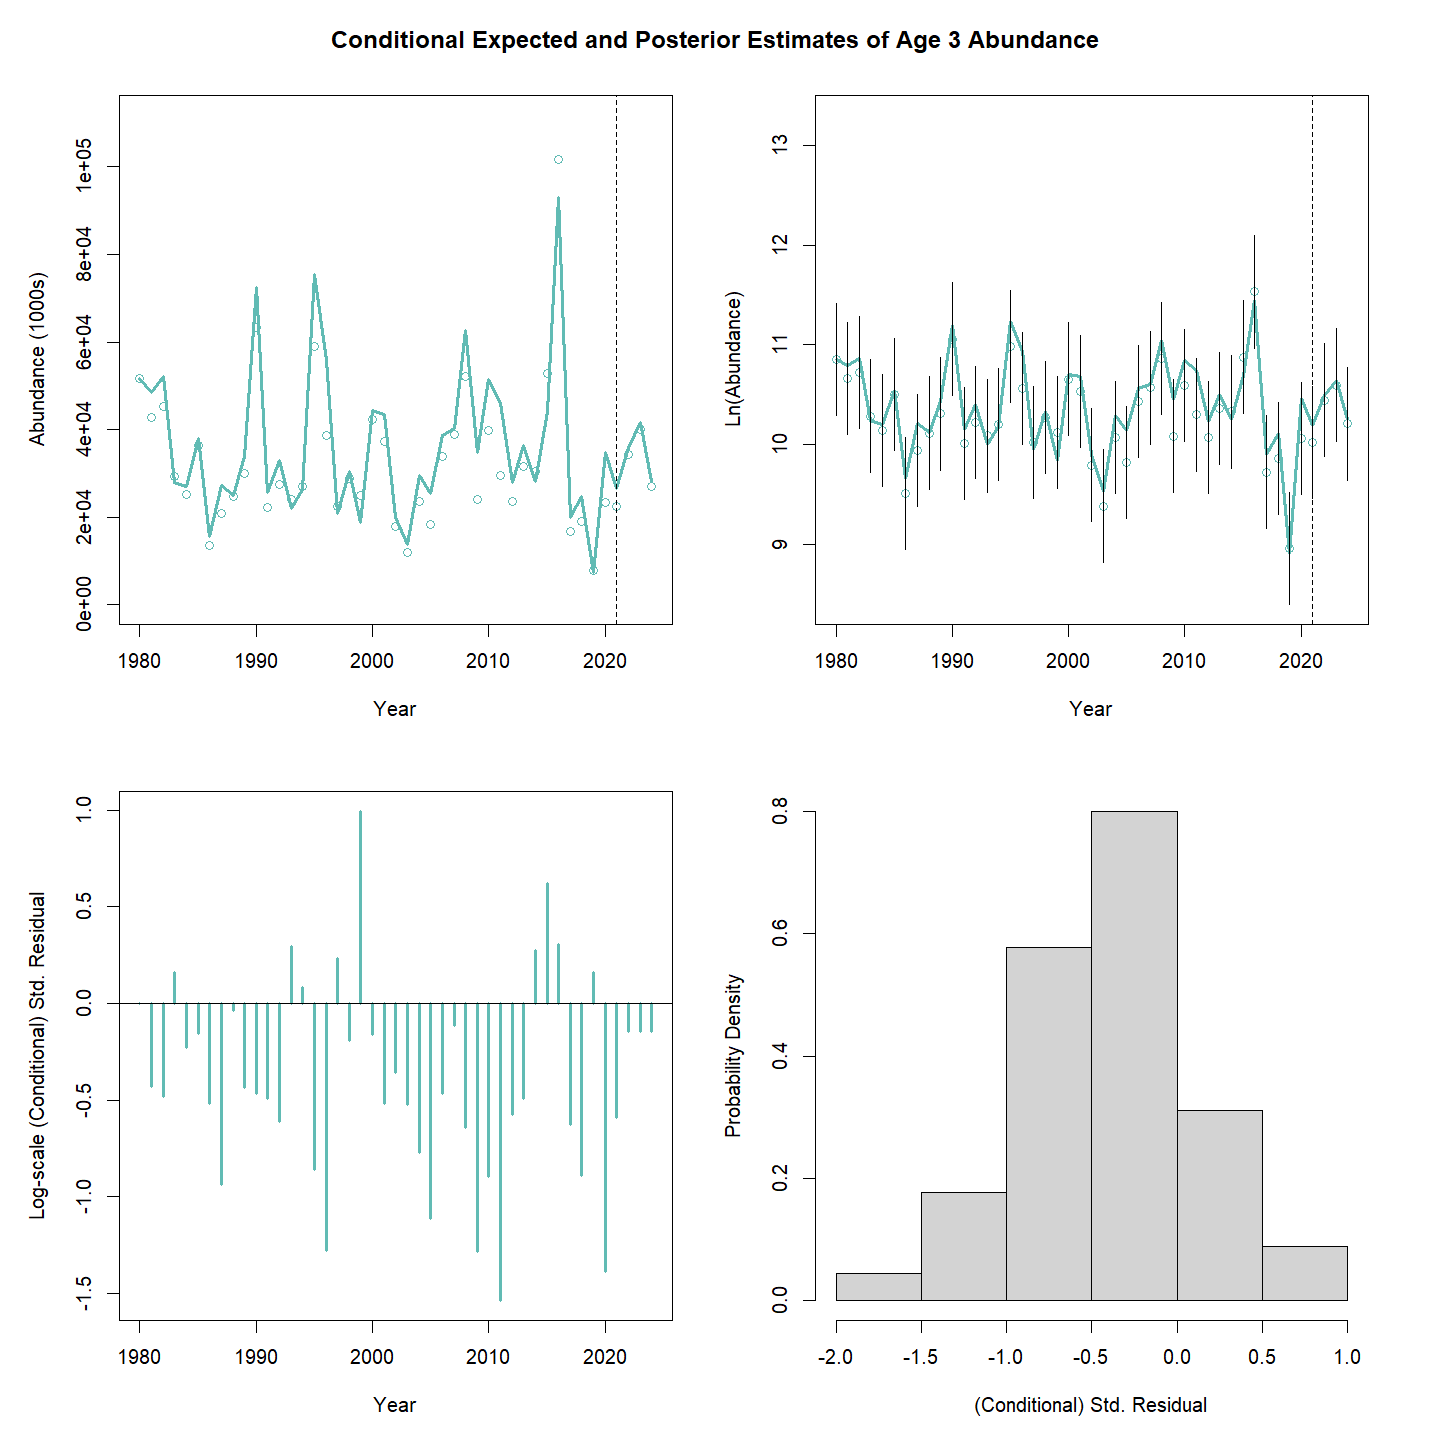 Conditional Expected and Posterior Estimates of Age 3 Abundance
Abundance (1000s)
1e+05
8e+04
6e+04
4e+04
2e+04
0e+00
1980 1990 2000 2010 2020
Year
Ln(Abundance)
13
12
11
10
9
1980 1990 2000 2010 2020
Year
Log-scale (Conditional) Std. Residual
1.0
0.5
0.0
-0.5
-1.0
-1.5
1980 1990 2000 2010 2020
Year
Probability Density
0.8
0.6
0.4
0.2
0.0
-2.0 -1.5 -1.0 -0.5 0.0 0.5 1.0
(Conditional) Std. Residual